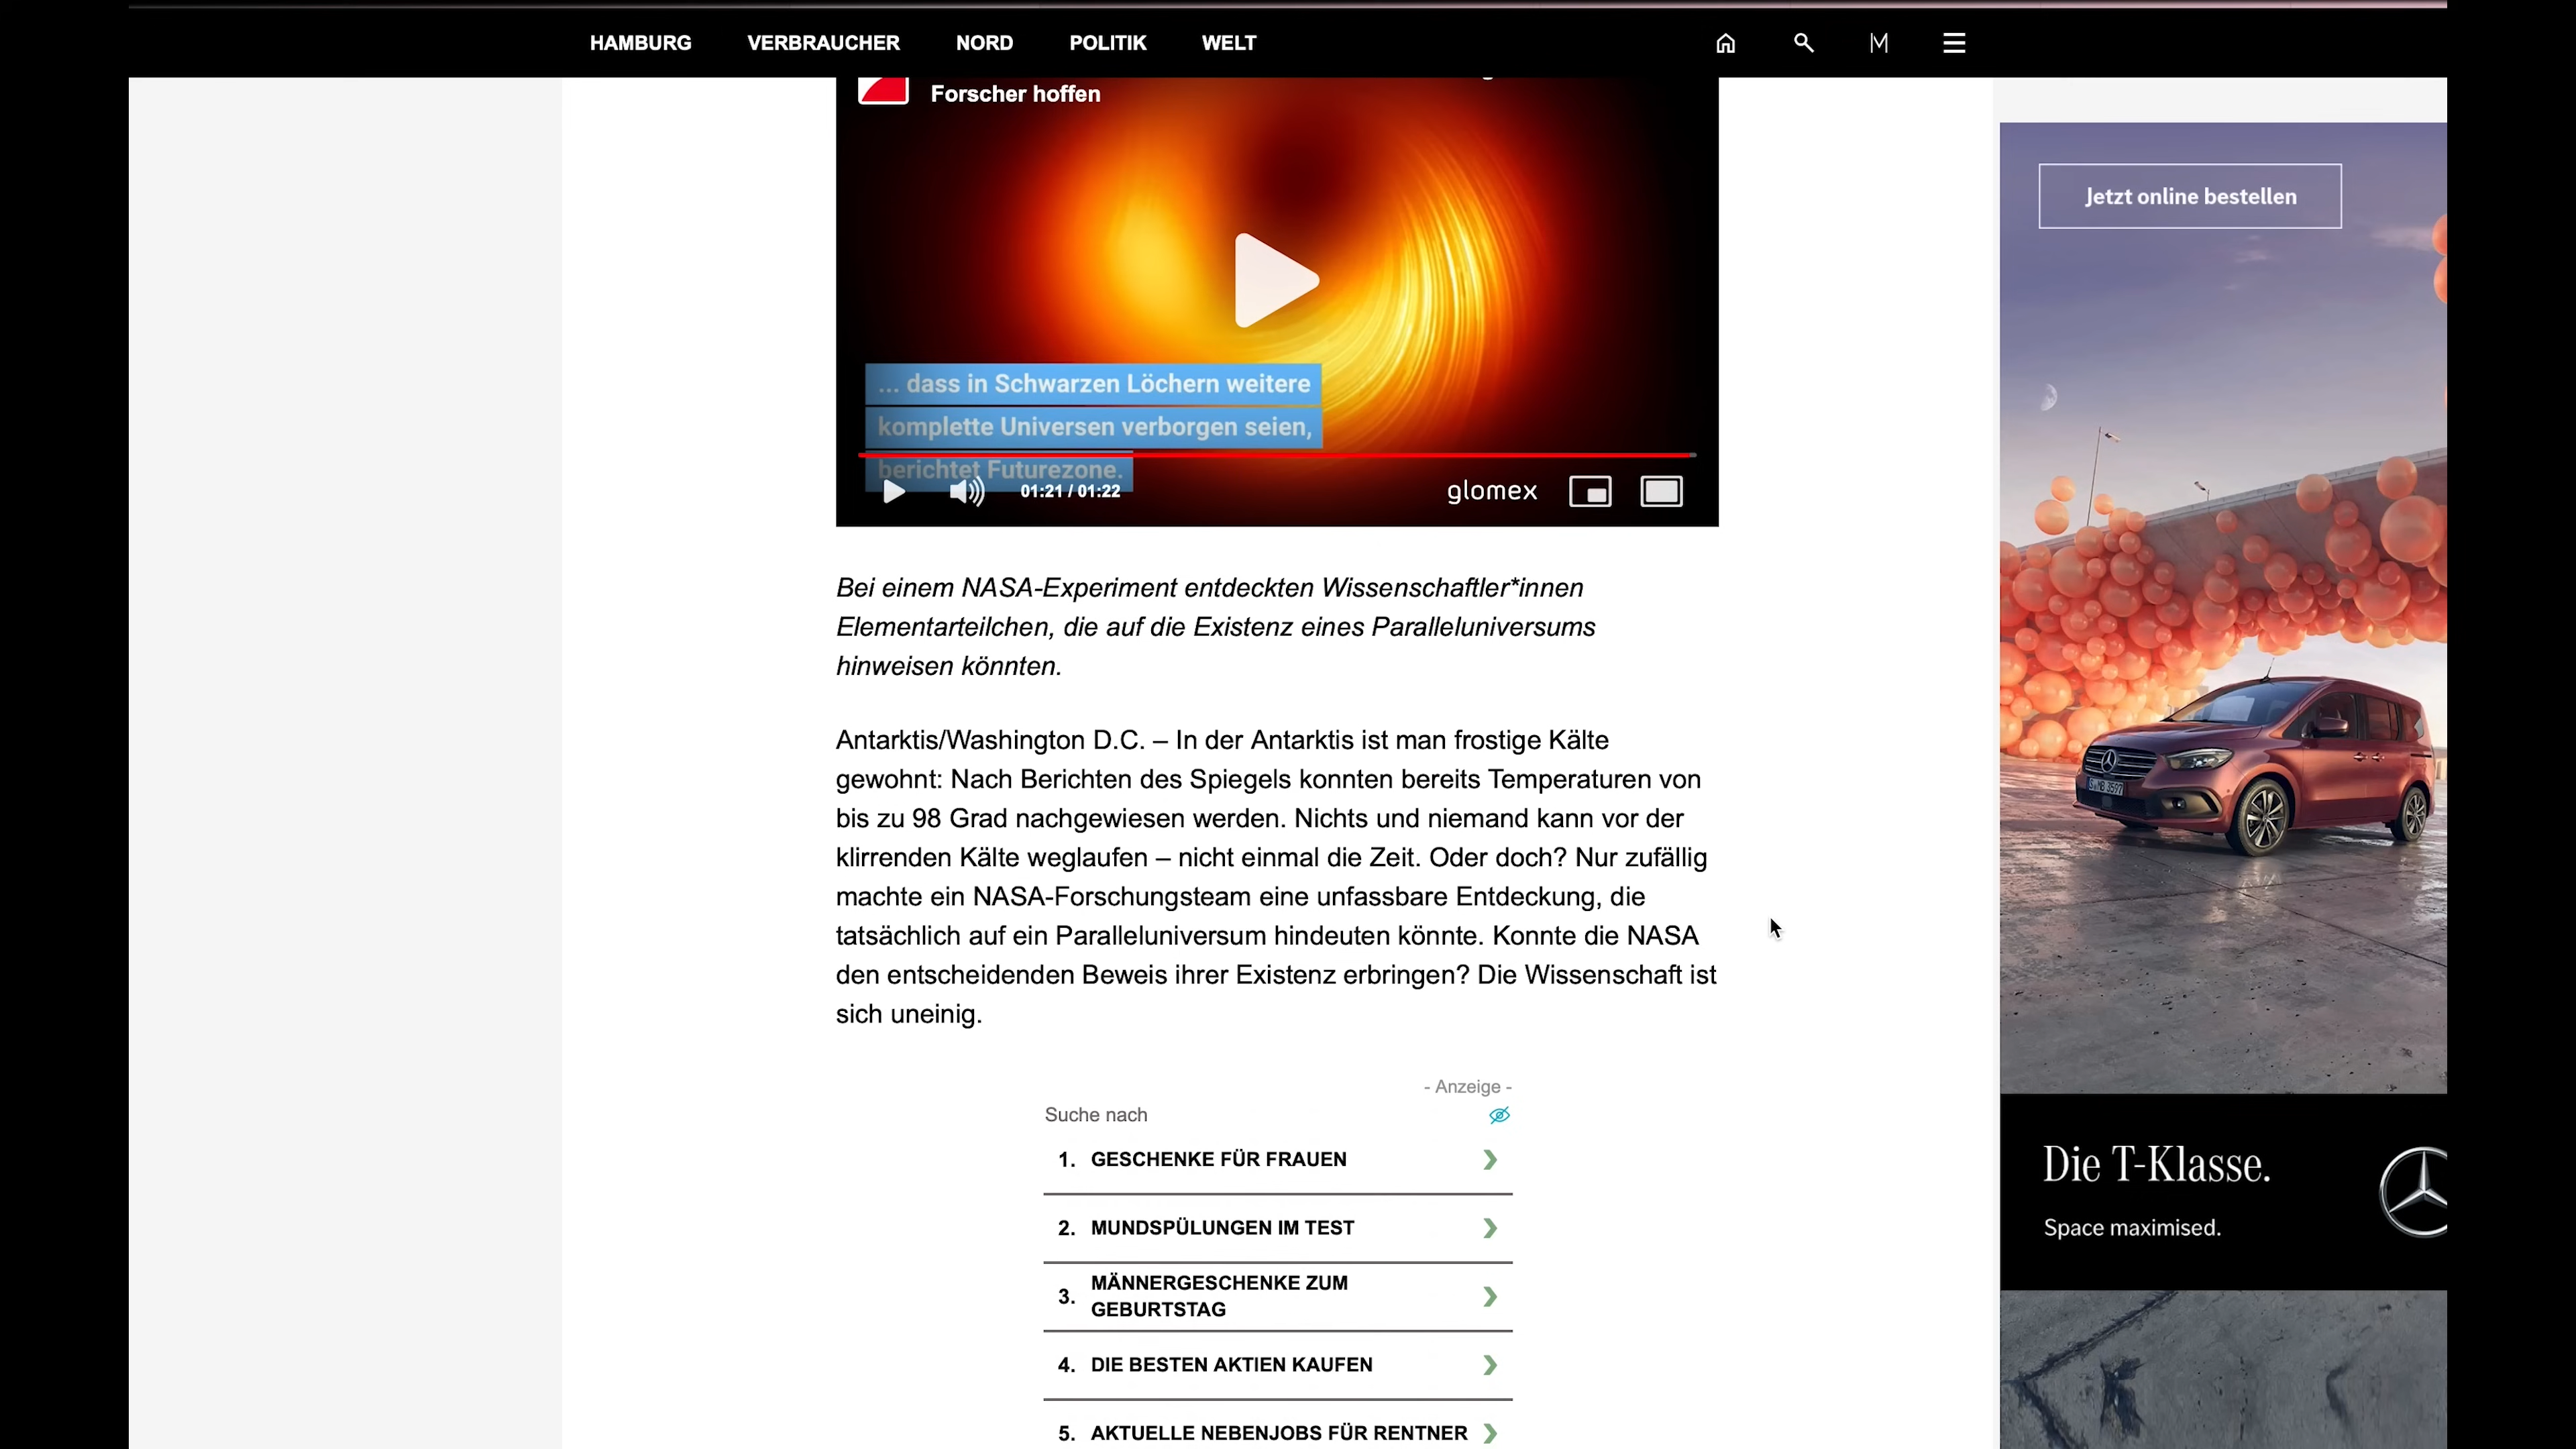 HAMBURG VERBRAUCHER NORD POLITIK WELT
Forscher hoffen
... dass in Schwarzen Löchern weitere
komplette Universen verborgen seien,
berichtet Futurezone.
01:21 / 01:22
glomex
Bei einem NASA-Experiment entdeckten Wissenschaftler*innen
Elementarteilchen, die auf die Existenz eines Paralleluniversums
hinweisen könnten.
Antarktis/Washington D.C. – In der Antarktis ist man frostige Kälte
gewohnt: Nach Berichten des Spiegels konnten bereits Temperaturen von
bis zu 98 Grad nachgewiesen werden. Nichts und niemand kann vor der
klirrenden Kälte weglaufen – nicht einmal die Zeit. Oder doch? Nur zufällig
machte ein NASA-Forschungsteam eine unfassbare Entdeckung, die
tatsächlich auf ein Paralleluniversum hindeuten könnte. Konnte die NASA
den entscheidenden Beweis ihrer Existenz erbringen? Die Wissenschaft ist
sich uneinig.
- Anzeige -
Suche nach
1. GESCHENKE FÜR FRAUEN
2. MUNDSPÜLUNGEN IM TEST
3. MÄNNERGESCHENKE ZUM
GEBURTSTAG
4. DIE BESTEN AKTIEN KAUFEN
5. AKTUELLE NEBENJOBS FÜR RENTNER
Jetzt online bestellen
Die T-Klasse.
Space maximised.